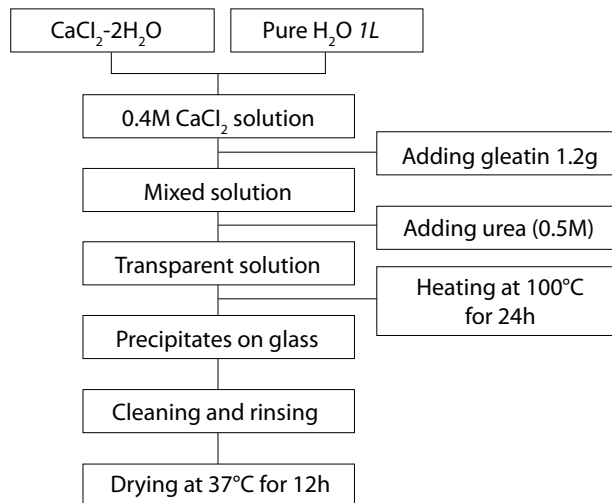 CaCl₂-2H₂O
Pure H₂O 1L
0.4M CaCl₂ solution
Adding gleatin 1.2g
Mixed solution
Adding urea (0.5M)
Transparent solution
Heating at 100°C
for 24h
Precipitates on glass
Cleaning and rinsing
Drying at 37°C for 12h